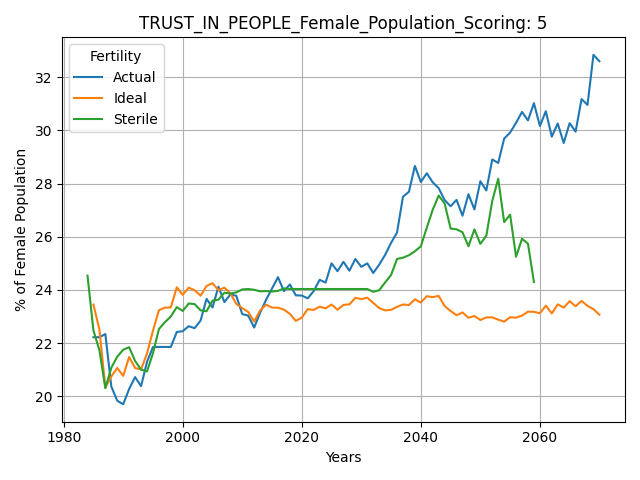 TRUST_IN_PEOPLE_Female_Population_Scoring: 5
Fertility
Actual
Ideal
Sterile
% of Female Population
32
30
28
26
24
22
20
1980
2000
2020
2040
2060
Years